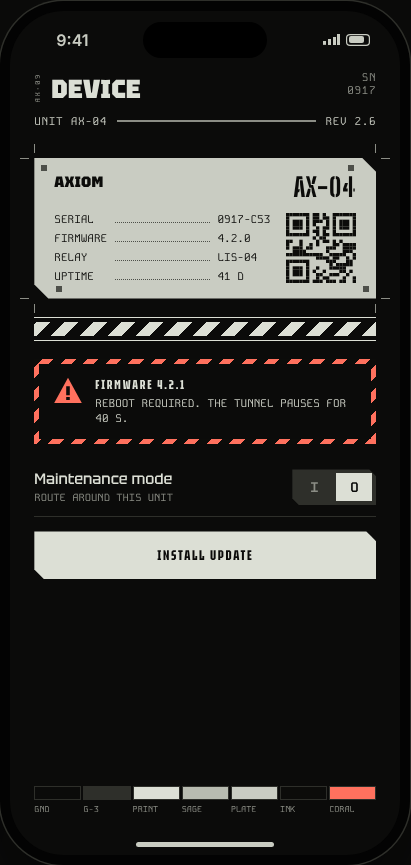 9:41
AX-03
DEVICE
SN
0917
UNIT AX-04
REV 2.6
AXIOM
AX-04
SERIAL 0917-C53
FIRMWARE 4.2.0
RELAY LIS-04
UPTIME 41 D
FIRMWARE 4.2.1
REBOOT REQUIRED. THE TUNNEL PAUSES FOR
40 S.
Maintenance mode
ROUTE AROUND THIS UNIT
I O
INSTALL UPDATE
GND G-3 PRINT SAGE PLATE INK CORAL